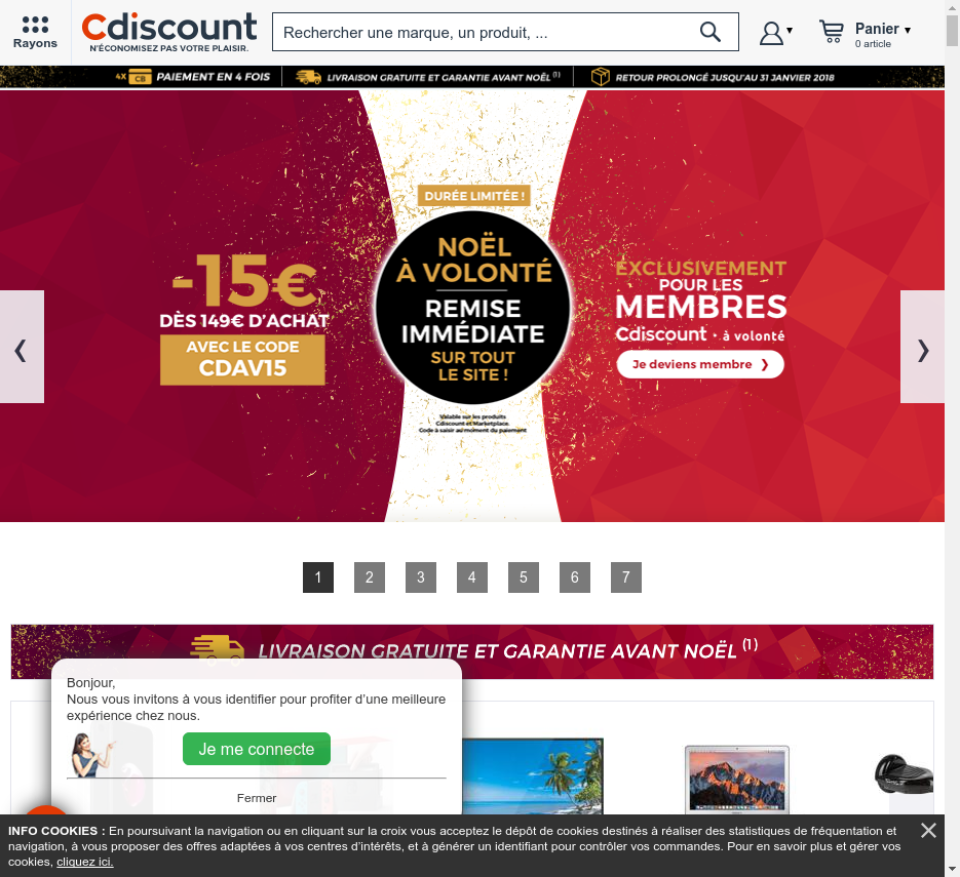 Rayons
Cdiscount
N'ÉCONOMISEZ PAS VOTRE PLAISIR.
Rechercher une marque, un produit, ...
Panier
0 article
4X CB PAIEMENT EN 4 FOIS
LIVRAISON GRATUITE ET GARANTIE AVANT NOËL (1)
RETOUR PROLONGÉ JUSQU'AU 31 JANVIER 2018
-15€
DÈS 149€ D'ACHAT
AVEC LE CODE
CDAV15
DURÉE LIMITÉE !
NOËL
À VOLONTÉ
REMISE
IMMÉDIATE
SUR TOUT
LE SITE !
Valable sur les produits
Cdiscount et Marketplace.
Code à saisir au moment du paiement
EXCLUSIVEMENT
POUR LES
MEMBRES
Cdiscount • à volonté
Je deviens membre ❯
1 2 3 4 5 6 7
LIVRAISON GRATUITE ET GARANTIE AVANT NOËL (1)
Bonjour,
Nous vous invitons à vous identifier pour profiter d'une meilleure
expérience chez nous.
Je me connecte
Fermer
INFO COOKIES : En poursuivant la navigation ou en cliquant sur la croix vous acceptez le dépôt de cookies destinés à réaliser des statistiques de fréquentation et
navigation, à vous proposer des offres adaptées à vos centres d'intérêts, et à générer un identifiant pour contrôler vos commandes. Pour en savoir plus et gérer vos
cookies, cliquez ici.